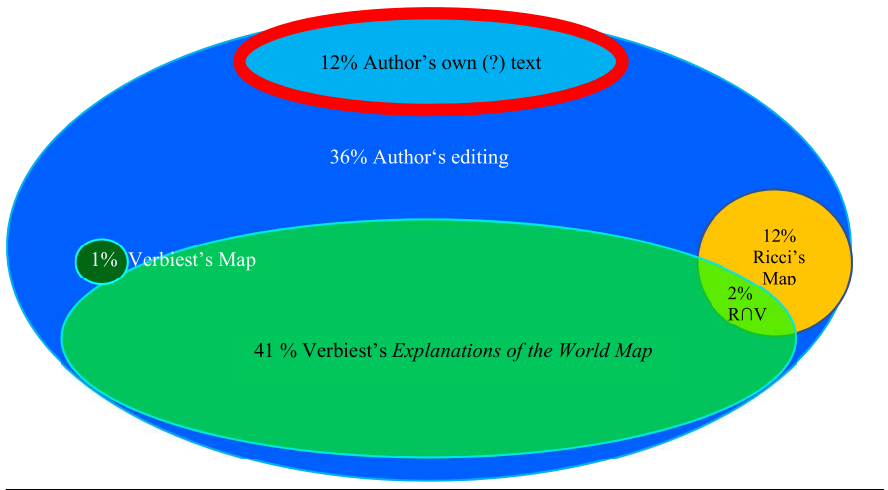 12% Author’s own (?) text
36% Author‘s editing
12%
Ricci’s
Map
1% Verbiest’s Map
2%
R∩V
41 % Verbiest’s Explanations of the World Map